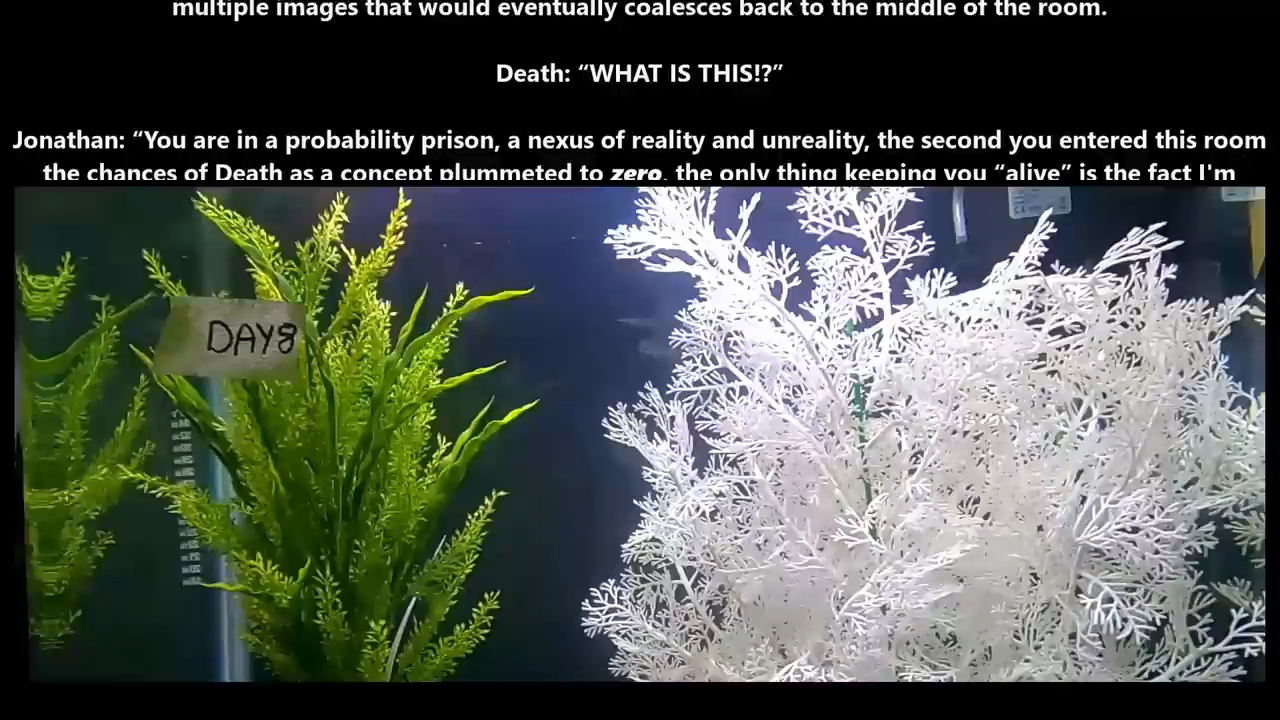 multiple images that would eventually coalesces back to the middle of the room.
Death: “WHAT IS THIS!?”
Jonathan: “You are in a probability prison, a nexus of reality and unreality, the second you entered this room
the chances of Death as a concept plummeted to zero, the only thing keeping you “alive” is the fact I'm
DAY8